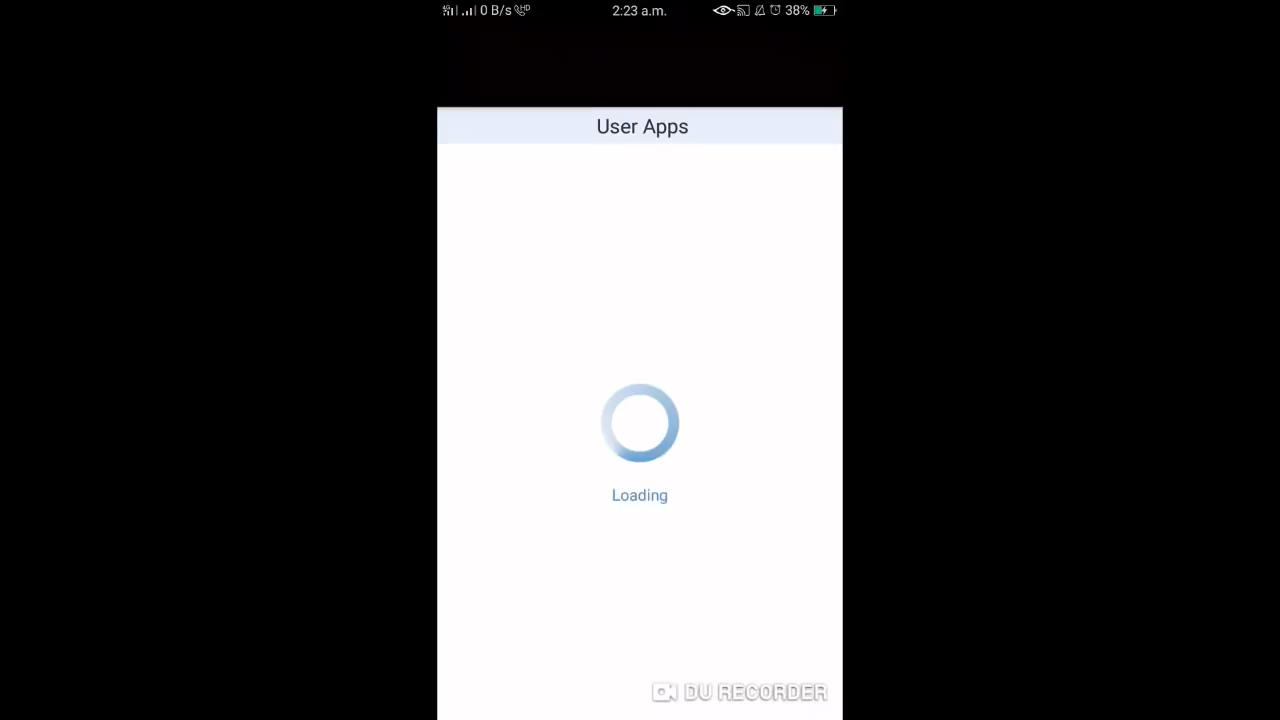 0 B/s 2:23 a.m. 38%
User Apps
Loading
DU RECORDER